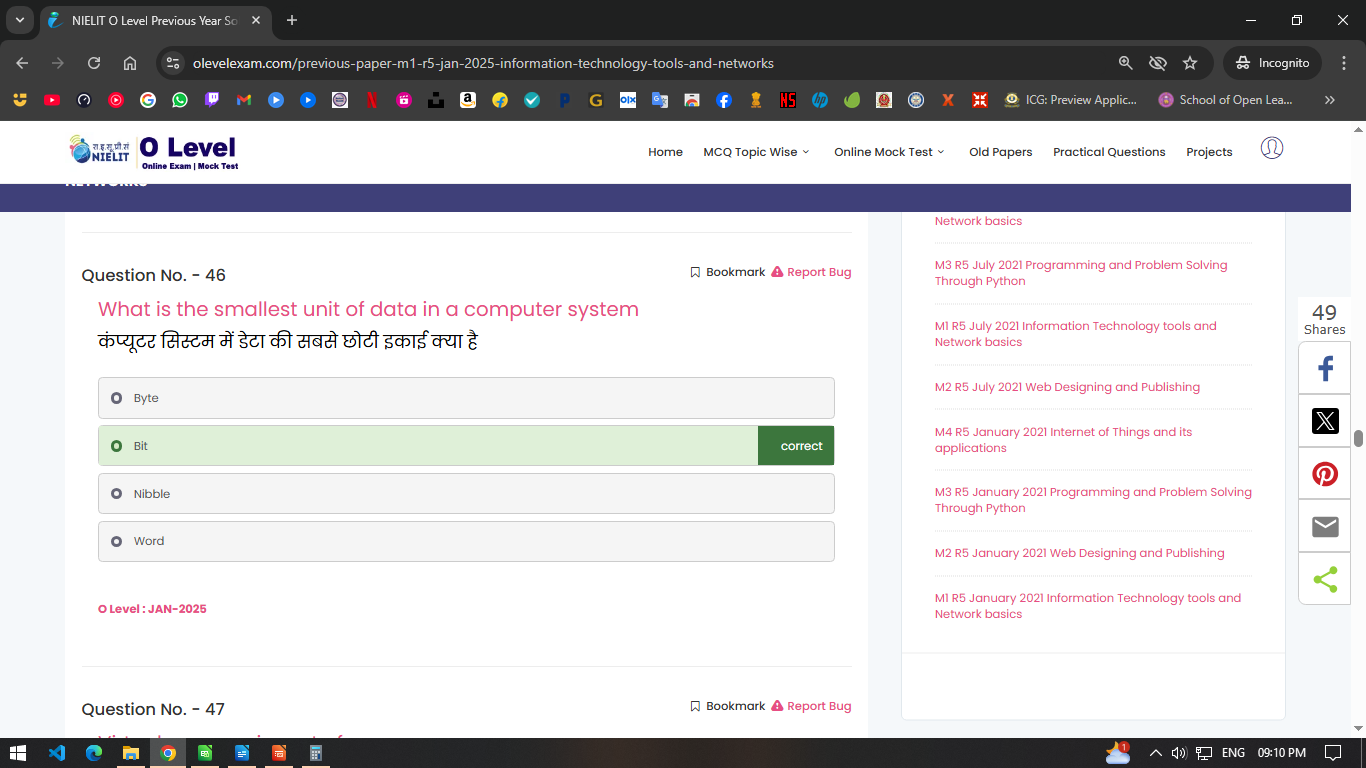 NIELIT O Level Previous Year So
olevelexam.com/previous-paper-m1-r5-jan-2025-information-technology-tools-and-networks
Incognito
ICG: Preview Applic...
School of Open Lea...
NIELIT
O Level
Online Exam | Mock Test
Home
MCQ Topic Wise
Online Mock Test
Old Papers
Practical Questions
Projects
NETWORKS
Question No. - 46
Bookmark
Report Bug
What is the smallest unit of data in a computer system
कंप्यूटर सिस्टम में डेटा की सबसे छोटी इकाई क्या है
Byte
Bit
correct
Nibble
Word
O Level : JAN-2025
Question No. - 47
Bookmark
Report Bug
Network basics
M3 R5 July 2021 Programming and Problem Solving
Through Python
M1 R5 July 2021 Information Technology tools and
Network basics
M2 R5 July 2021 Web Designing and Publishing
M4 R5 January 2021 Internet of Things and its
applications
M3 R5 January 2021 Programming and Problem Solving
Through Python
M2 R5 January 2021 Web Designing and Publishing
M1 R5 January 2021 Information Technology tools and
Network basics
49
Shares
1
ENG
09:10 PM